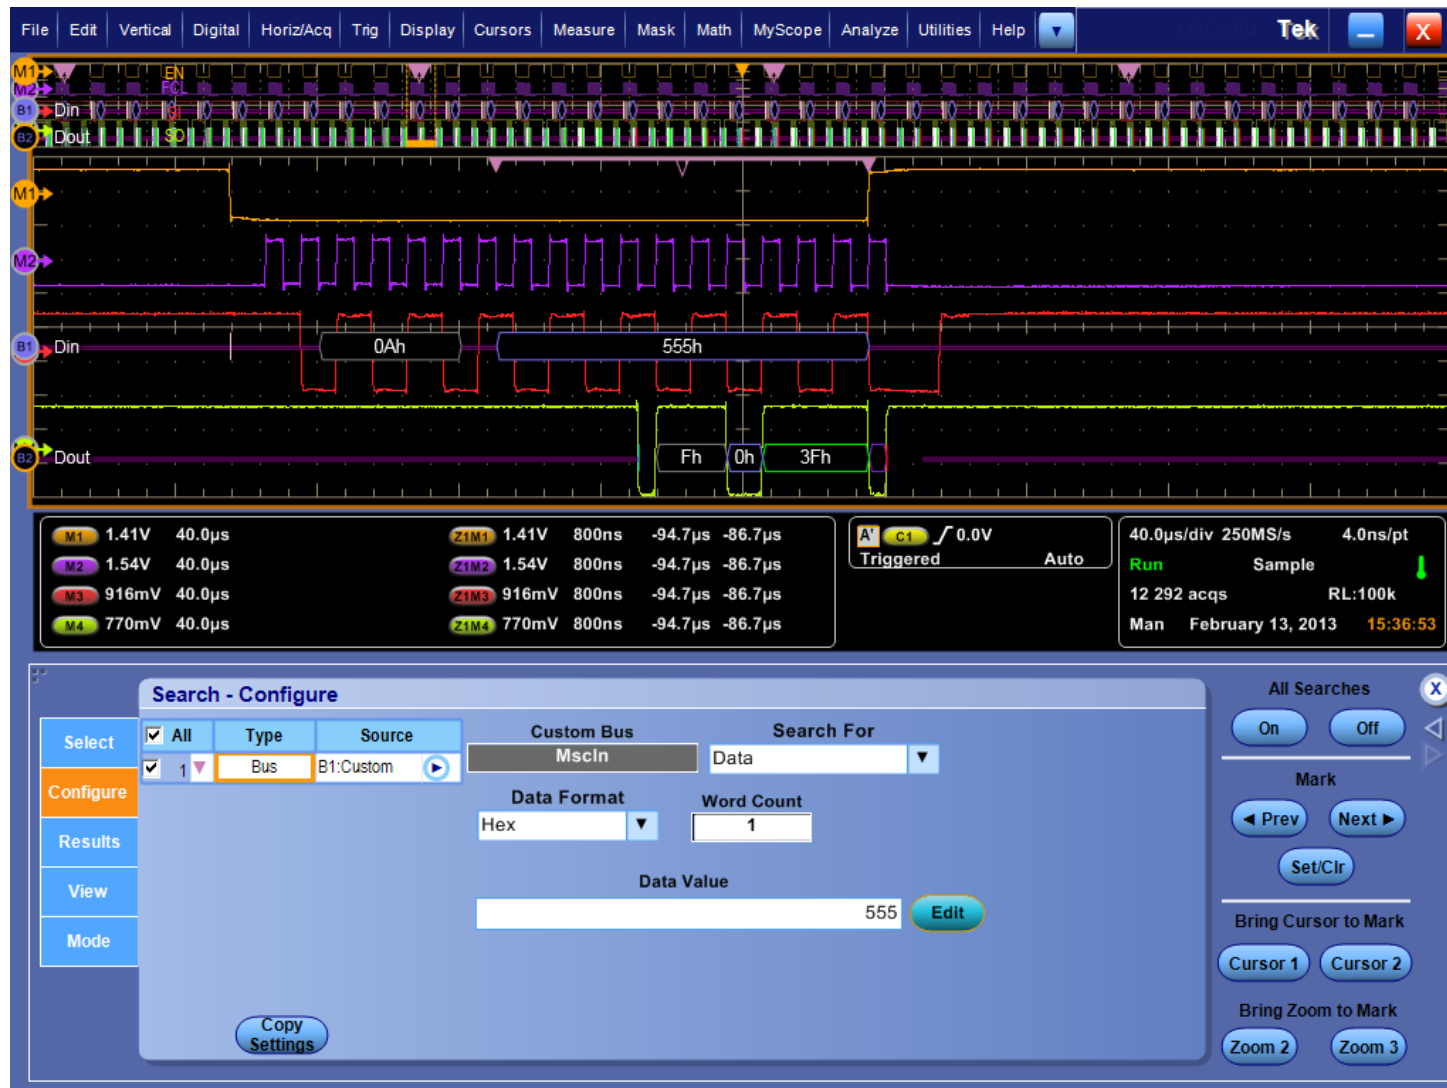 File Edit Vertical Digital Horiz/Acq Trig Display Cursors Measure Mask Math MyScope Analyze Utilities Help Tek X
M1 EN
M2 FCL
B1 Din SI
B2 Dout SO
M1
M2
B1 Din 0Ah 555h
B2 Dout Fh 0h 3Fh
M1 1.41V 40.0µs Z1M1 1.41V 800ns -94.7µs -86.7µs
M2 1.54V 40.0µs Z1M2 1.54V 800ns -94.7µs -86.7µs
M3 916mV 40.0µs Z1M3 916mV 800ns -94.7µs -86.7µs
M4 770mV 40.0µs Z1M4 770mV 800ns -94.7µs -86.7µs
A' C1 0.0V
Triggered Auto
40.0µs/div 250MS/s 4.0ns/pt
Run Sample
12 292 acqs RL:100k
Man February 13, 2013 15:36:53
Search - Configure
Select
Configure
Results
View
Mode
All Type Source
1 Bus B1:Custom
Custom Bus
MscIn
Search For
Data
Data Format
Hex
Word Count
1
Data Value
555 Edit
Copy
Settings
All Searches X
On Off
Mark
Prev Next
Set/Clr
Bring Cursor to Mark
Cursor 1 Cursor 2
Bring Zoom to Mark
Zoom 2 Zoom 3